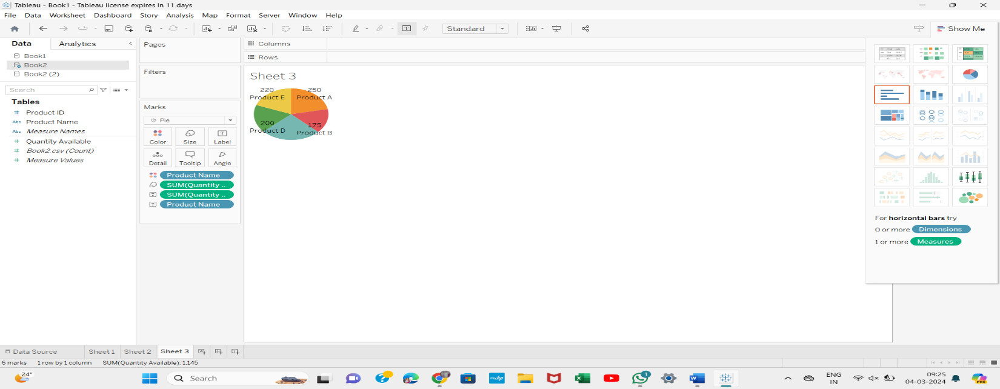 Tableau - Book1 - Tableau license expires in 11 days
File Data Worksheet Dashboard Story Analysis Map Format Server Window Help
Standard
Show Me
Data Analytics
Book1
Book2
Book2 (2)
Search
Tables
Product ID
Abc Product Name
Abc Measure Names
Quantity Available
Book2.csv (Count)
Measure Values
Pages
Filters
Marks
Pie
Color Size Label
Detail Tooltip Angle
Product Name
SUM(Quantity ..
SUM(Quantity ..
Product Name
Columns
Rows
Sheet 3
220 250
Product E Product A
200 175
Product D Product B
For horizontal bars try
0 or more Dimensions
1 or more Measures
Data Source Sheet 1 Sheet 2 Sheet 3
6 marks 1 row by 1 column SUM(Quantity Available): 1,145
24°
Search
ENG
IN
09:25
04-03-2024